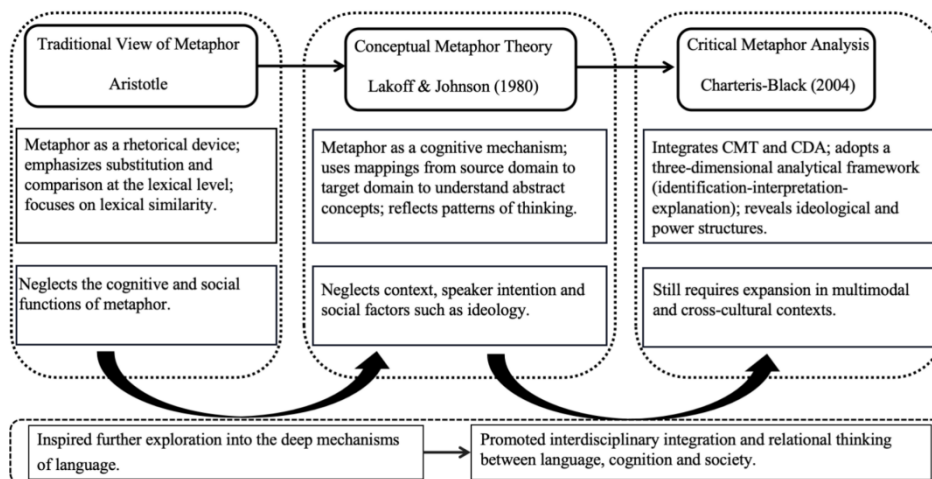 Traditional View of Metaphor
Aristotle
Conceptual Metaphor Theory
Lakoff & Johnson (1980)
Critical Metaphor Analysis
Charteris-Black (2004)
Metaphor as a rhetorical device;
emphasizes substitution and
comparison at the lexical level;
focuses on lexical similarity.
Metaphor as a cognitive mechanism;
uses mappings from source domain to
target domain to understand abstract
concepts; reflects patterns of thinking.
Integrates CMT and CDA; adopts a
three-dimensional analytical framework
(identification-interpretation-
explanation); reveals ideological and
power structures.
Neglects the cognitive and social
functions of metaphor.
Neglects context, speaker intention and
social factors such as ideology.
Still requires expansion in multimodal
and cross-cultural contexts.
Inspired further exploration into the deep mechanisms
of language.
Promoted interdisciplinary integration and relational thinking
between language, cognition and society.